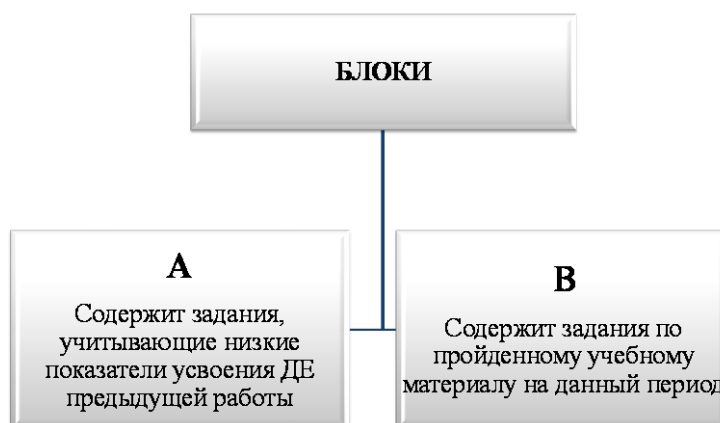 БЛОКИ
А
Содержит задания,
учитывающие низкие
показатели усвоения ДЕ
предыдущей работы
В
Содержит задания по
пройденному учебному
материалу на данный период